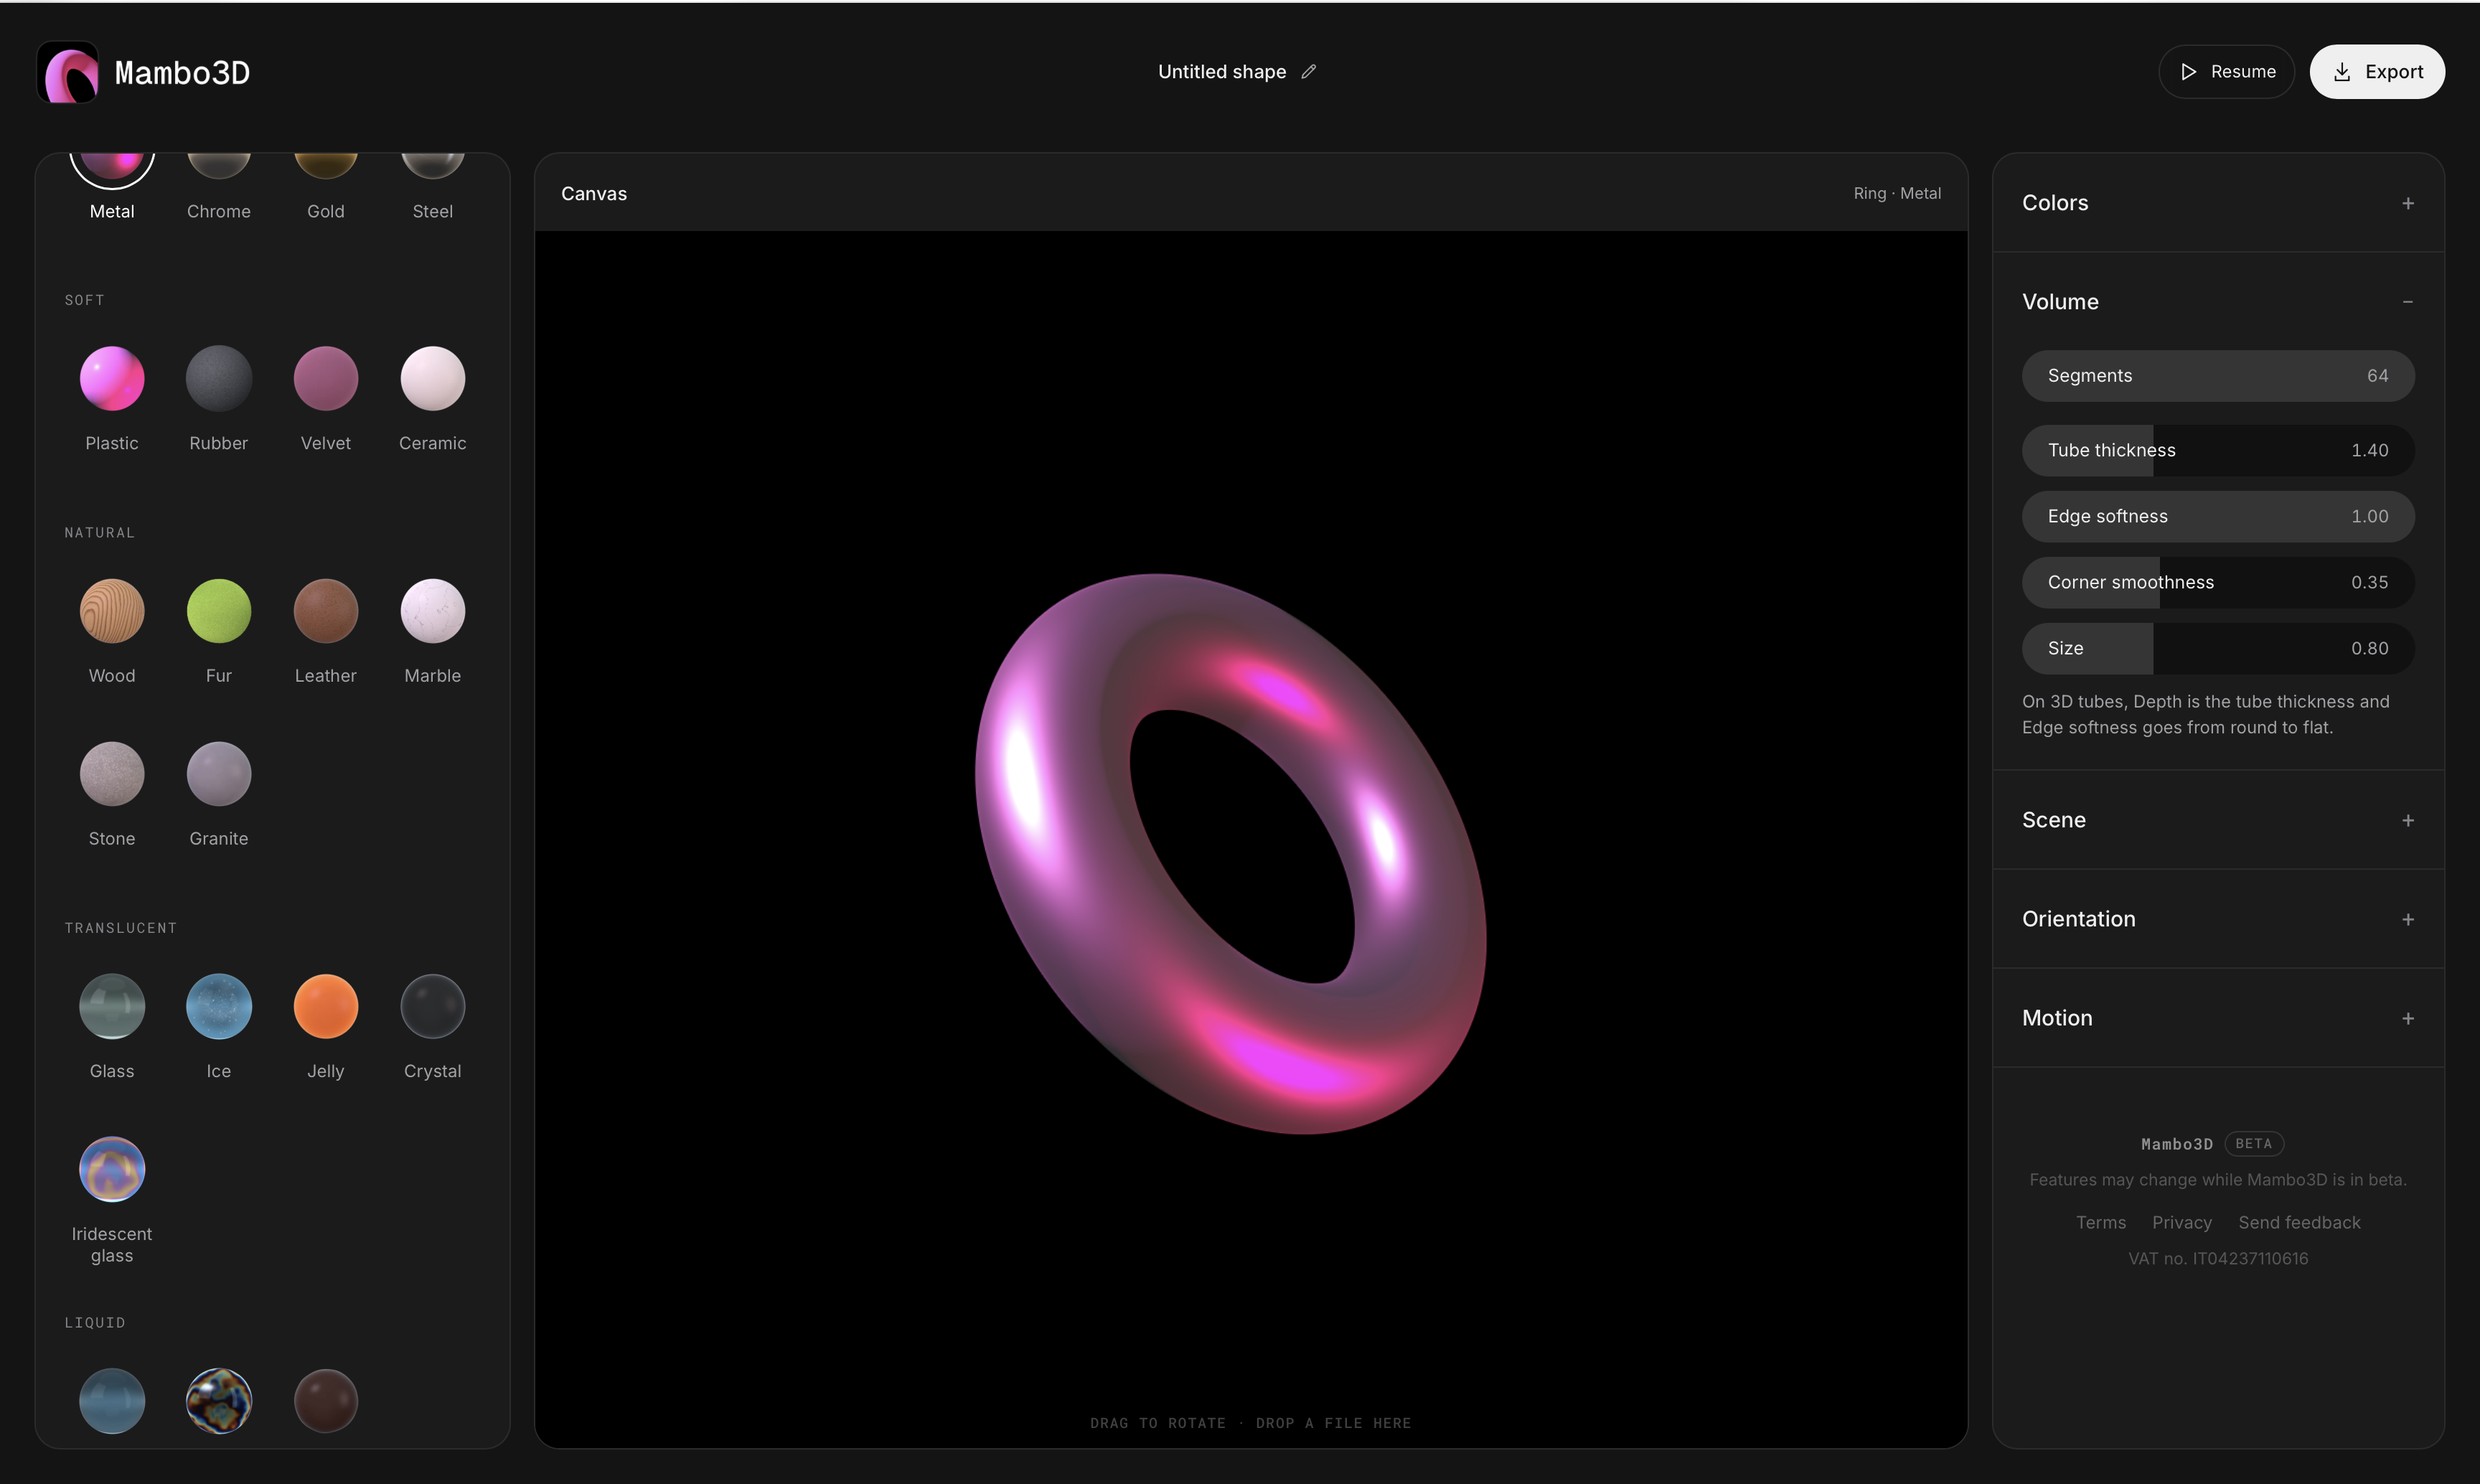 Mambo3D
Untitled shape
Resume
Export
Metal
Chrome
Gold
Steel
SOFT
Plastic
Rubber
Velvet
Ceramic
NATURAL
Wood
Fur
Leather
Marble
Stone
Granite
TRANSLUCENT
Glass
Ice
Jelly
Crystal
Iridescent
glass
LIQUID
Canvas
Ring · Metal
DRAG TO ROTATE · DROP A FILE HERE
Colors +
Volume −
Segments 64
Tube thickness 1.40
Edge softness 1.00
Corner smoothness 0.35
Size 0.80
On 3D tubes, Depth is the tube thickness and
Edge softness goes from round to flat.
Scene +
Orientation +
Motion +
Mambo3D BETA
Features may change while Mambo3D is in beta.
Terms Privacy Send feedback
VAT no. IT04237110616